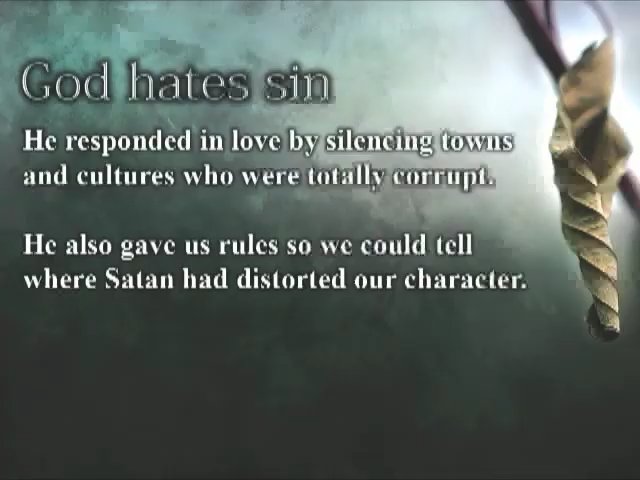 God hates sin
He responded in love by silencing towns
and cultures who were totally corrupt.
He also gave us rules so we could tell
where Satan had distorted our character.